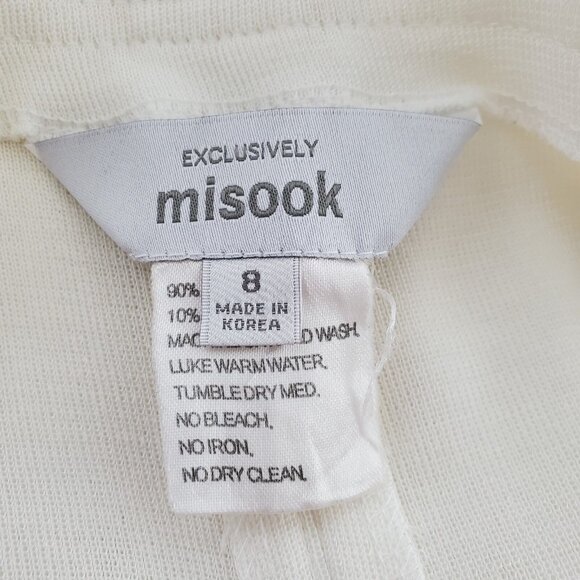 EXCLUSIVELY
misook
8
MADE IN
KOREA
90%
10%
WASH.
LUKE WARM WATER.
TUMBLE DRY MED.
NO BLEACH.
NO IRON.
NO DRY CLEAN.